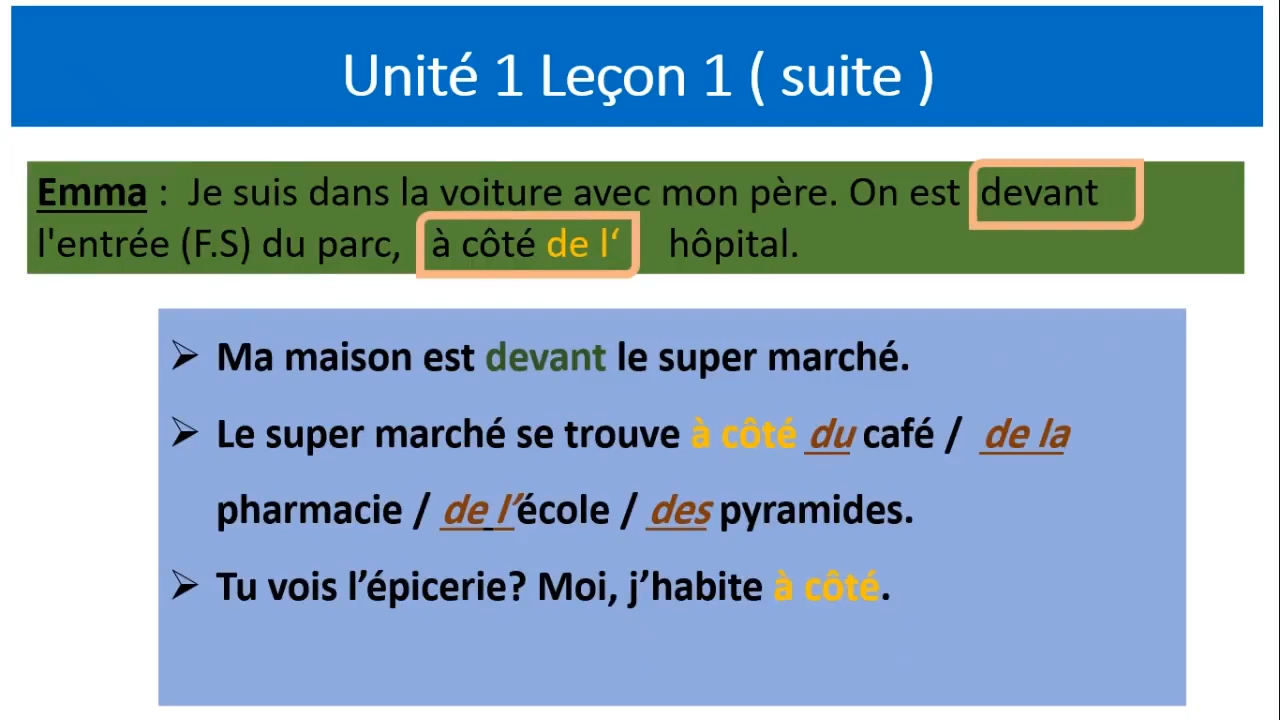 Unité 1 Leçon 1 ( suite )
Emma : Je suis dans la voiture avec mon père. On est devant
l'entrée (F.S) du parc, à côté de l‘ hôpital.
➢ Ma maison est devant le super marché.
➢ Le super marché se trouve à côté du café / de la
pharmacie / de l’école / des pyramides.
➢ Tu vois l’épicerie? Moi, j’habite à côté.